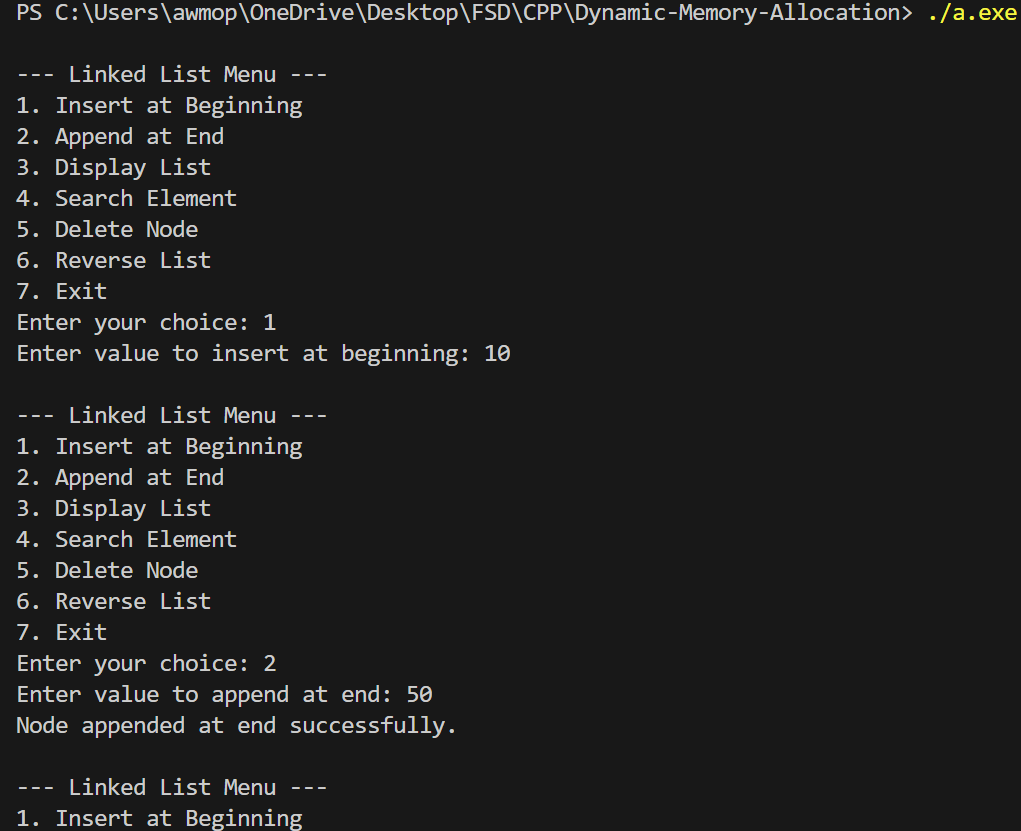 PS C:\Users\awmop\OneDrive\Desktop\FSD\CPP\Dynamic-Memory-Allocation> ./a.exe
--- Linked List Menu ---
1. Insert at Beginning
2. Append at End
3. Display List
4. Search Element
5. Delete Node
6. Reverse List
7. Exit
Enter your choice: 1
Enter value to insert at beginning: 10
--- Linked List Menu ---
1. Insert at Beginning
2. Append at End
3. Display List
4. Search Element
5. Delete Node
6. Reverse List
7. Exit
Enter your choice: 2
Enter value to append at end: 50
Node appended at end successfully.
--- Linked List Menu ---
1. Insert at Beginning